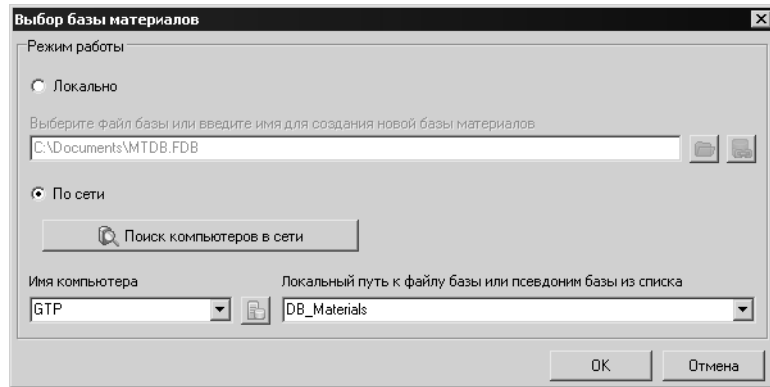 Выбор базы материалов
Режим работы
Локально
Выберите файл базы или введите имя для создания новой базы материалов
C:\Documents\MTDB.FDB
По сети
Поиск компьютеров в сети
Имя компьютера
Локальный путь к файлу базы или псевдоним базы из списка
GTP
DB_Materials
OK
Отмена